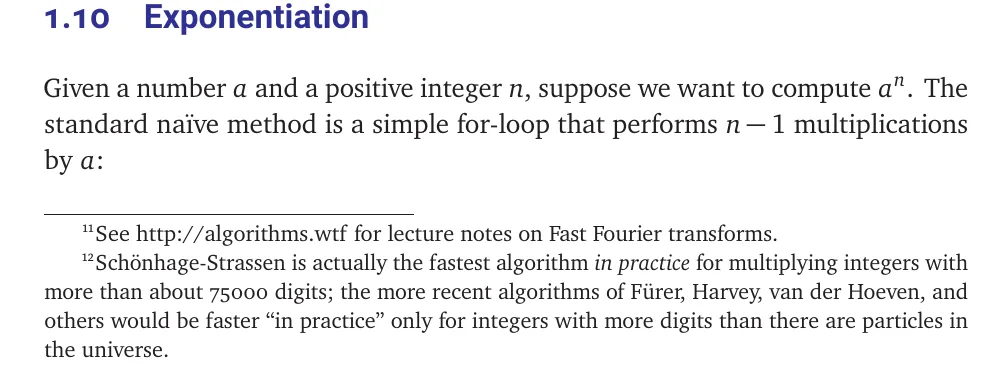 1.10 Exponentiation
Given a number a and a positive integer n, suppose we want to compute aⁿ. The
standard naïve method is a simple for-loop that performs n − 1 multiplications
by a:
¹¹See http://algorithms.wtf for lecture notes on Fast Fourier transforms.
¹²Schönhage-Strassen is actually the fastest algorithm in practice for multiplying integers with
more than about 75000 digits; the more recent algorithms of Fürer, Harvey, van der Hoeven, and
others would be faster “in practice” only for integers with more digits than there are particles in
the universe.